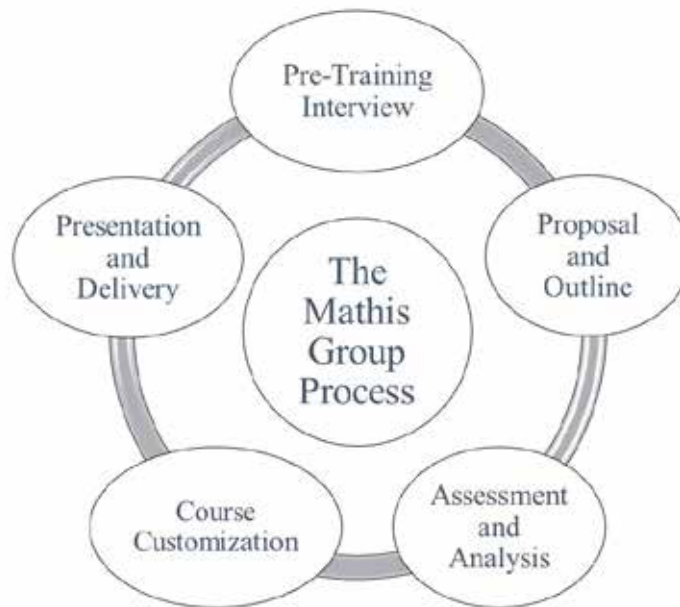 Pre-Training
Interview
Proposal
and
Outline
Assessment
and
Analysis
Course
Customization
Presentation
and
Delivery
The
Mathis
Group
Process